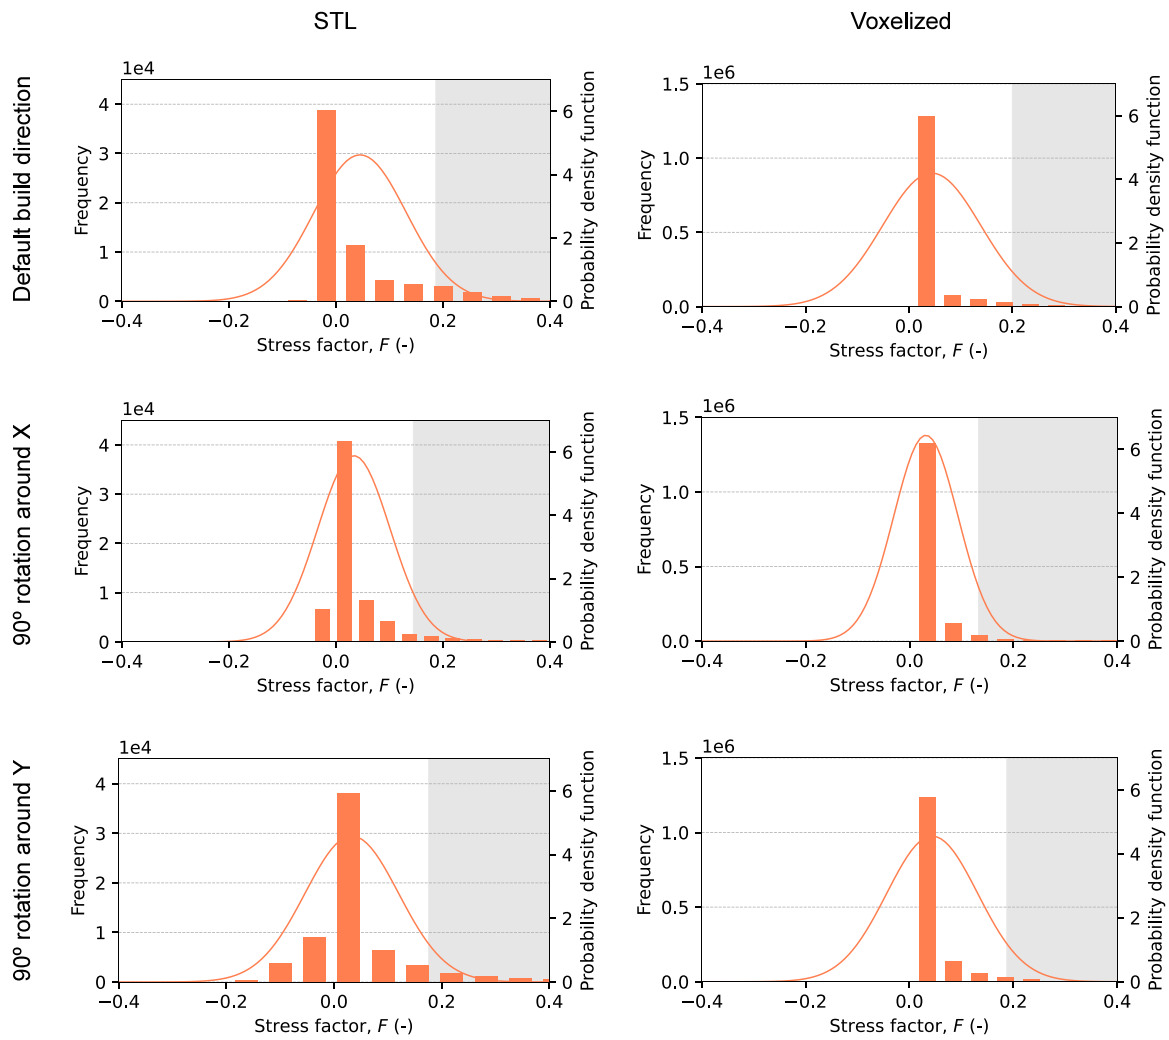 STL
Voxelized
Default build direction
1e4
Frequency
4
3
2
1
0
6
4
2
0
Probability density function
−0.4
−0.2
0.0
0.2
0.4
Stress factor, F (-)
1e6
Frequency
1.5
1.0
0.5
0.0
6
4
2
0
Probability density function
−0.4
−0.2
0.0
0.2
0.4
Stress factor, F (-)
90º rotation around X
1e4
Frequency
4
3
2
1
0
6
4
2
0
Probability density function
−0.4
−0.2
0.0
0.2
0.4
Stress factor, F (-)
1e6
Frequency
1.5
1.0
0.5
0.0
6
4
2
0
Probability density function
−0.4
−0.2
0.0
0.2
0.4
Stress factor, F (-)
90º rotation around Y
1e4
Frequency
4
3
2
1
0
6
4
2
0
Probability density function
−0.4
−0.2
0.0
0.2
0.4
Stress factor, F (-)
1e6
Frequency
1.5
1.0
0.5
0.0
6
4
2
0
Probability density function
−0.4
−0.2
0.0
0.2
0.4
Stress factor, F (-)